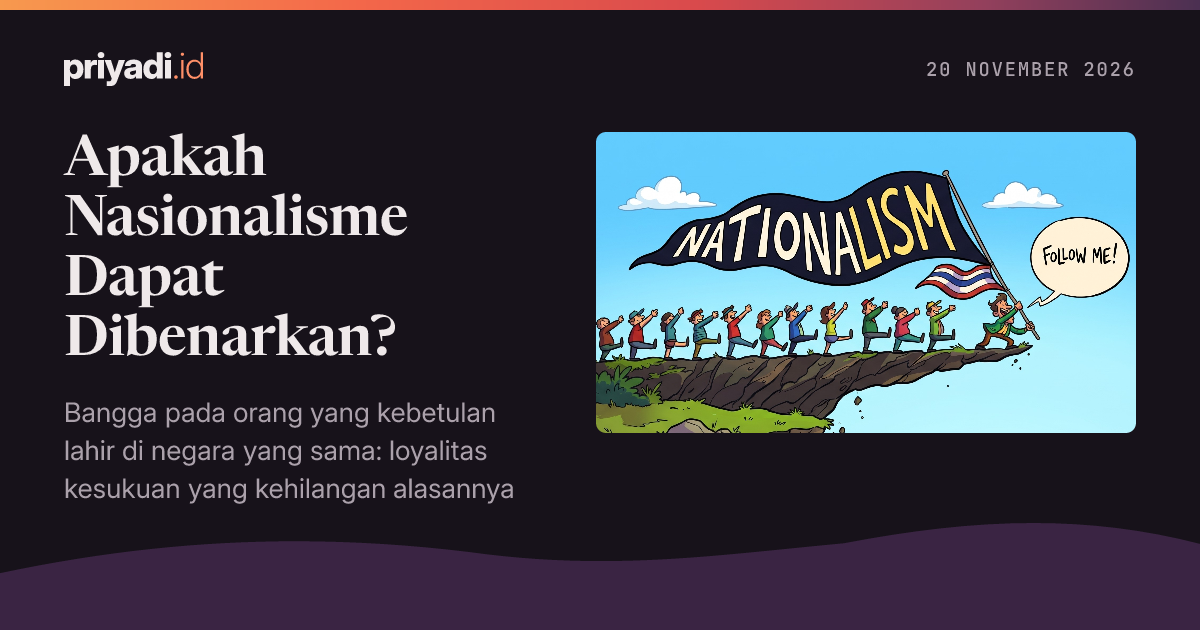 priyadi.id
20 NOVEMBER 2026
Apakah
Nasionalisme
Dapat
Dibenarkan?
Bangga pada orang yang kebetulan
lahir di negara yang sama: loyalitas
kesukuan yang kehilangan alasannya
NATIONALISM
FOLLOW ME!